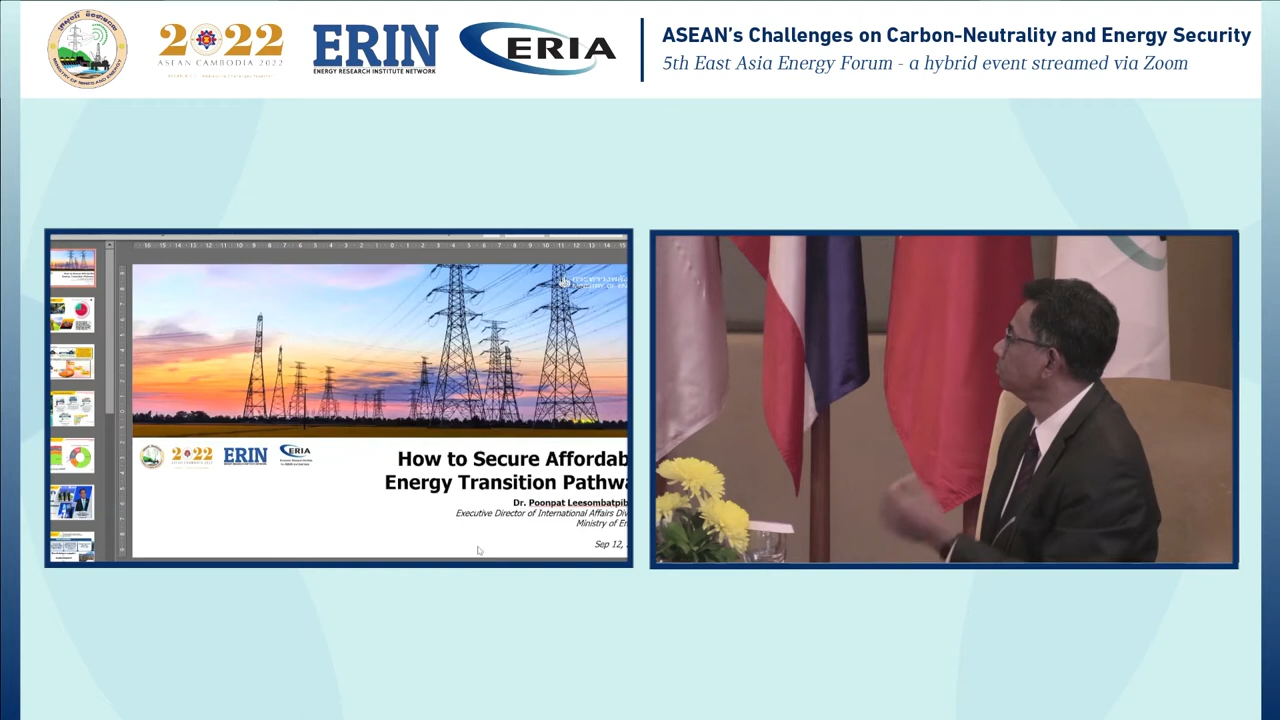 2022
ASEAN CAMBODIA 2022
ERIN
ENERGY RESEARCH INSTITUTE NETWORK
ERIA
ASEAN's Challenges on Carbon-Neutrality and Energy Security
5th East Asia Energy Forum - a hybrid event streamed via Zoom
2022
ERIN
ERIA
How to Secure Affordab
Energy Transition Pathwa
Dr. Poonpat Leesombatpib
Executive Director of International Affairs Div
Ministry of En
Sep 12,